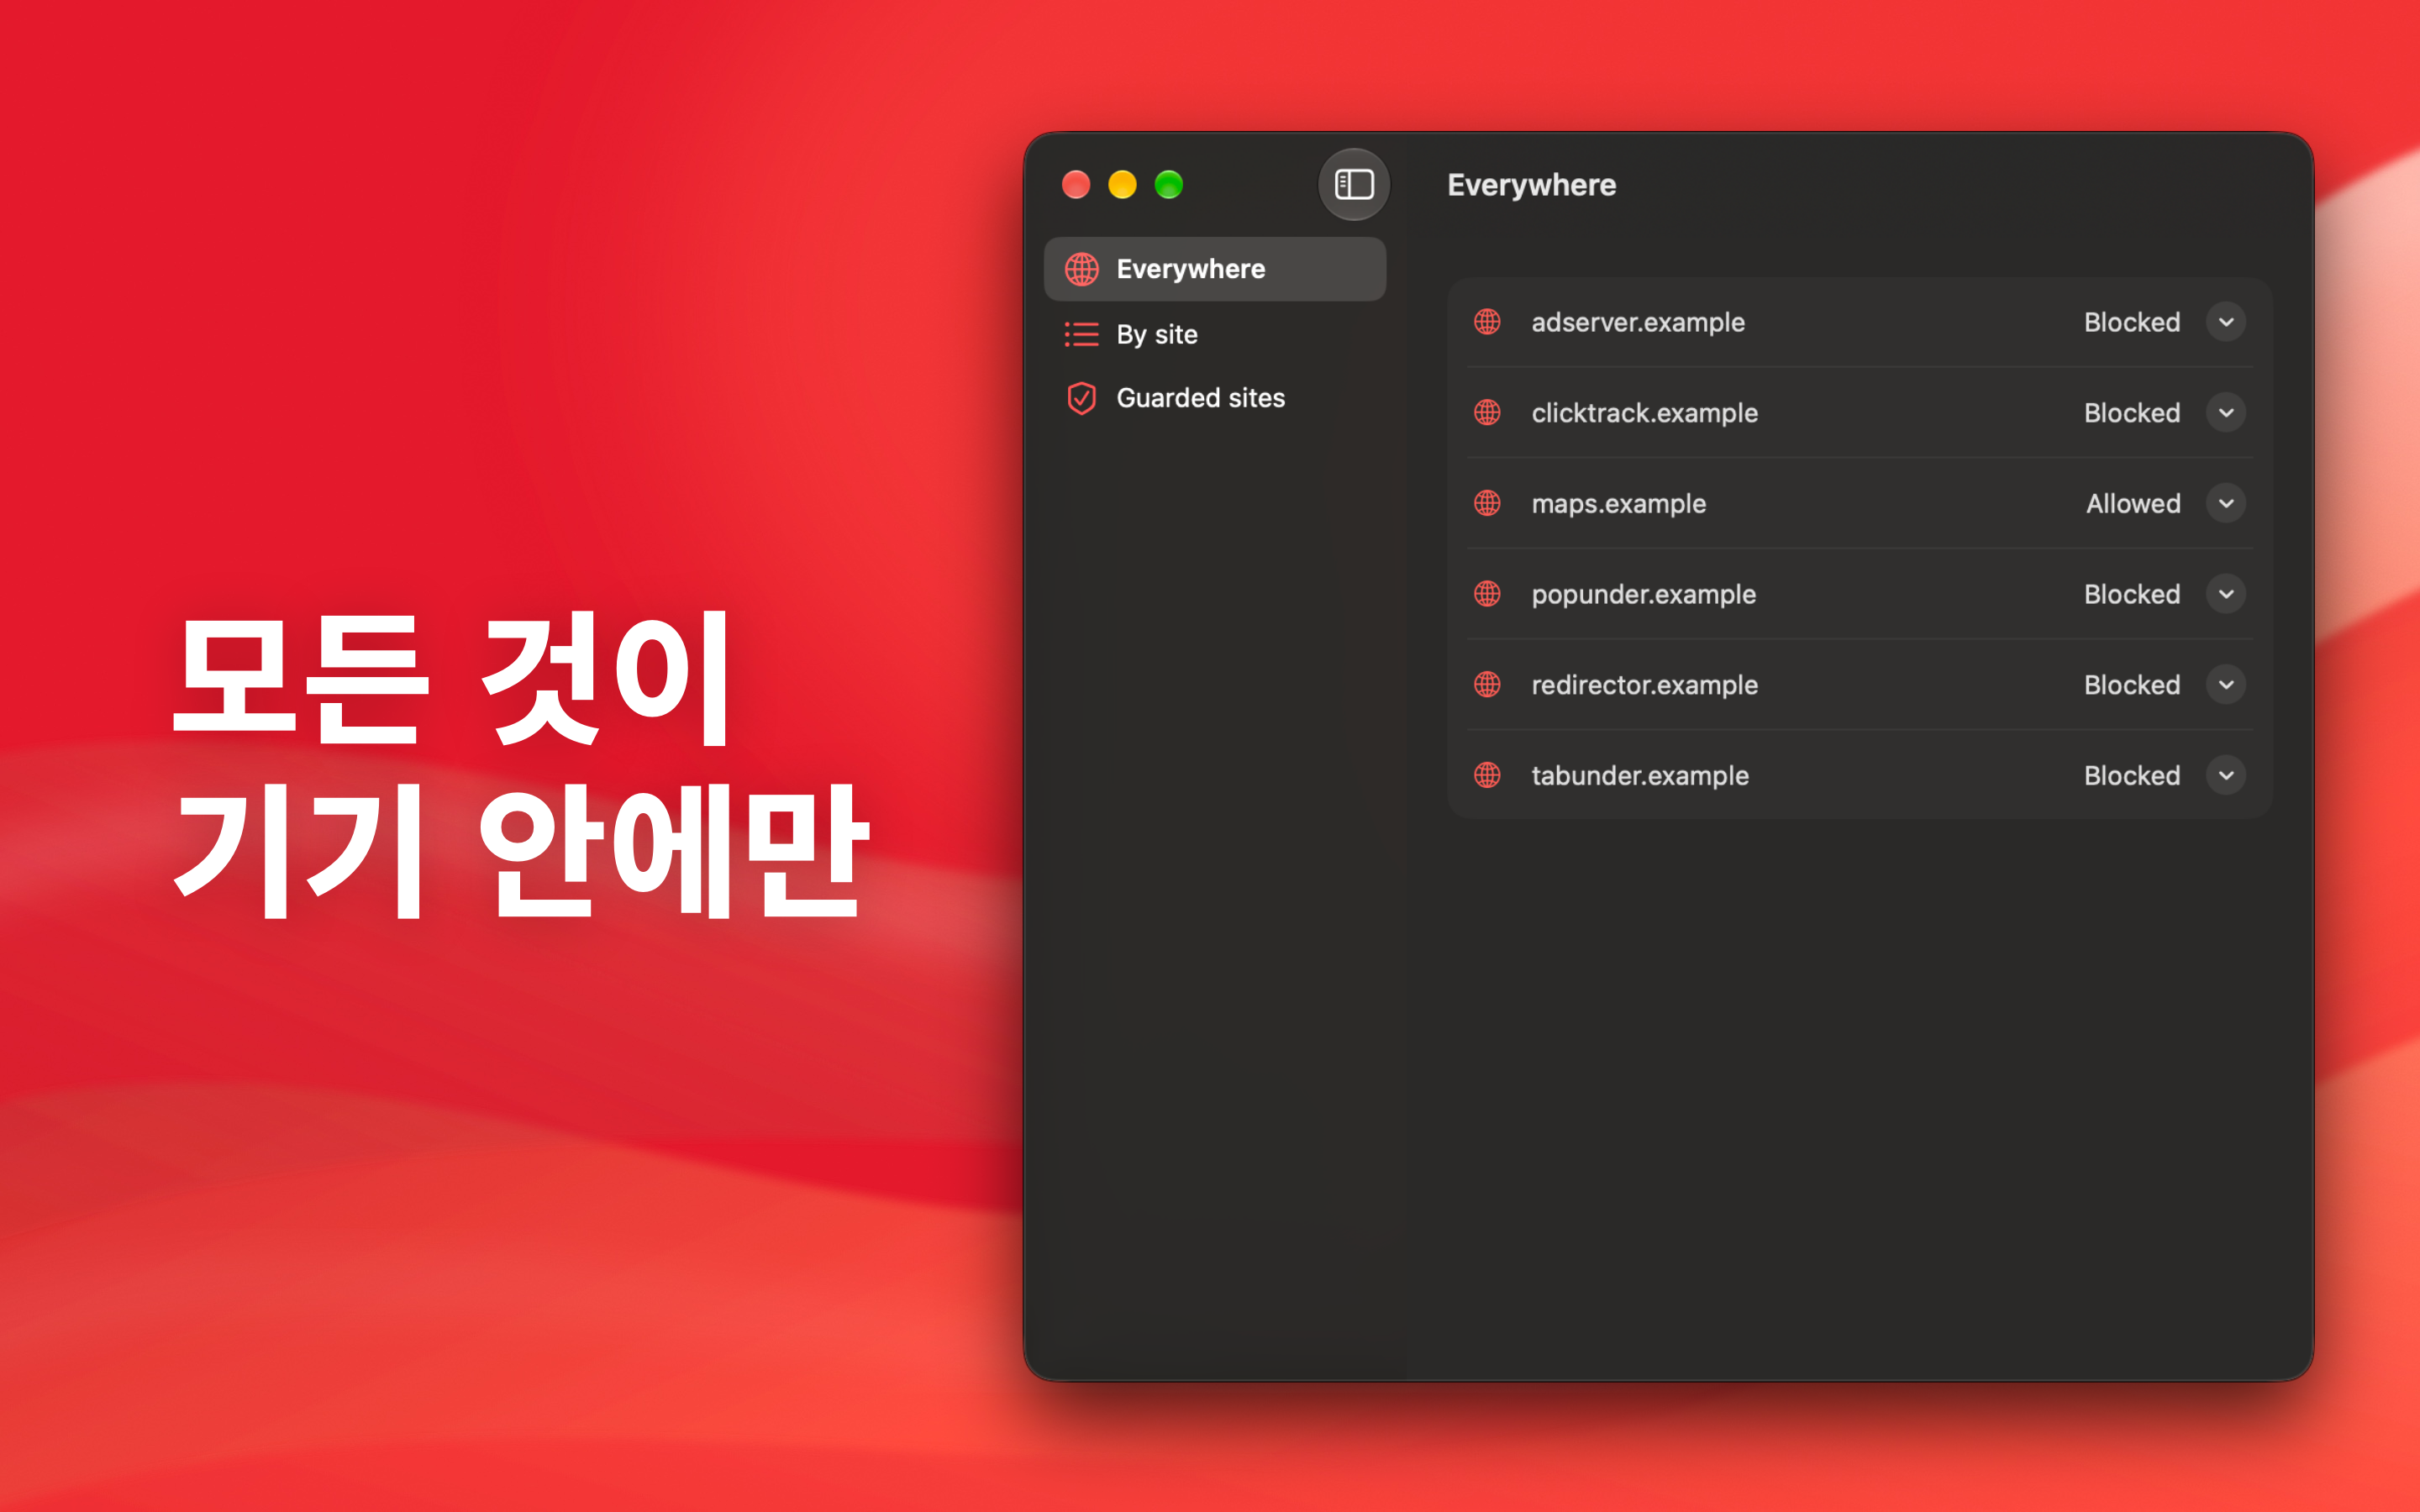 모든 것이
기기 안에만
Everywhere
Everywhere
By site
Guarded sites
adserver.example Blocked
clicktrack.example Blocked
maps.example Allowed
popunder.example Blocked
redirector.example Blocked
tabunder.example Blocked